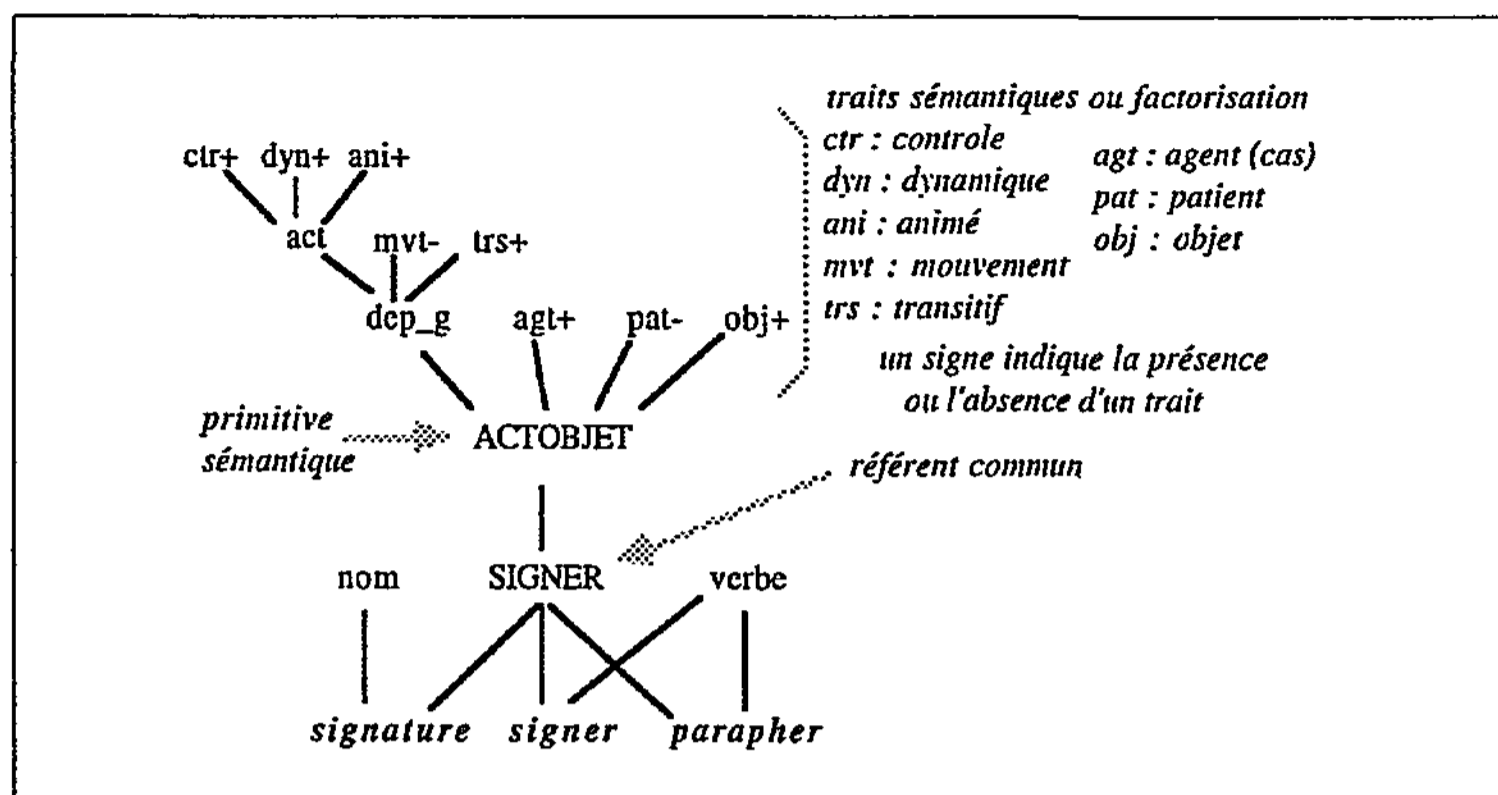 traits sémantiques ou factorisation
ctr+ dyn+ ani+
ctr : controle
agt : agent (cas)
dyn : dynamique
pat : patient
act mvt- trs+
ani : animé
obj : objet
mvt : mouvement
dep_g agt+ pat- obj+
trs : transitif
un signe indique la présence
ou l'absence d'un trait
primitive
sémantique
ACTOBJET
référent commun
nom SIGNER verbe
signature signer parapher